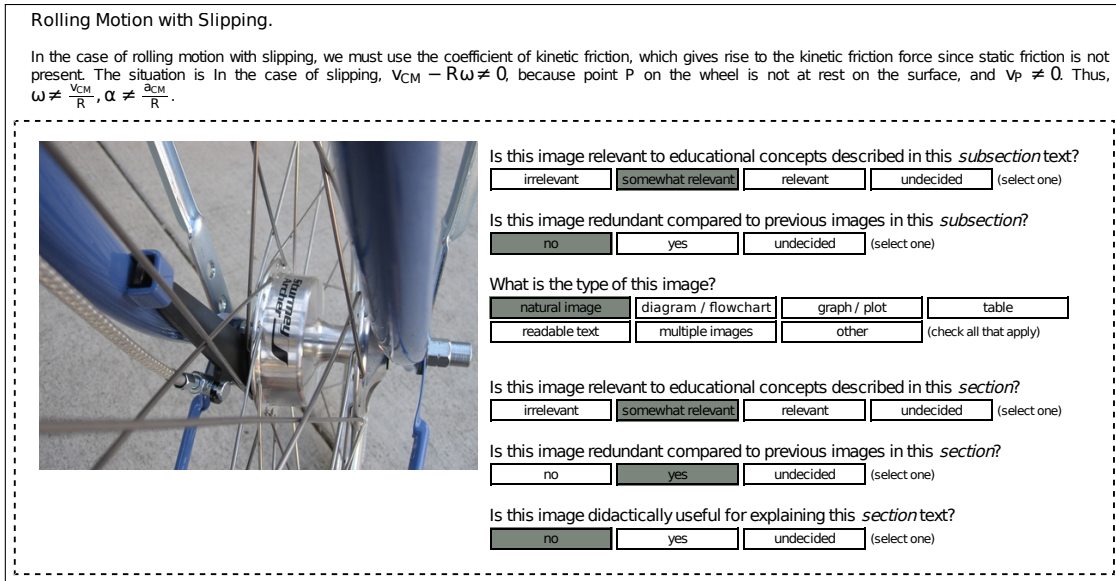 Rolling Motion with Slipping.
In the case of rolling motion with slipping, we must use the coefficient of kinetic friction, which gives rise to the kinetic friction force since static friction is not
present. The situation is In the case of slipping, v_CM − Rω ≠ 0, because point P on the wheel is not at rest on the surface, and v_P ≠ 0. Thus,
ω ≠ v_CM/R, α ≠ a_CM/R.
Sturmey
Archer
Is this image relevant to educational concepts described in this subsection text?
irrelevant somewhat relevant relevant undecided (select one)
Is this image redundant compared to previous images in this subsection?
no yes undecided (select one)
What is the type of this image?
natural image diagram / flowchart graph / plot table
readable text multiple images other (check all that apply)
Is this image relevant to educational concepts described in this section?
irrelevant somewhat relevant relevant undecided (select one)
Is this image redundant compared to previous images in this section?
no yes undecided (select one)
Is this image didactically useful for explaining this section text?
no yes undecided (select one)